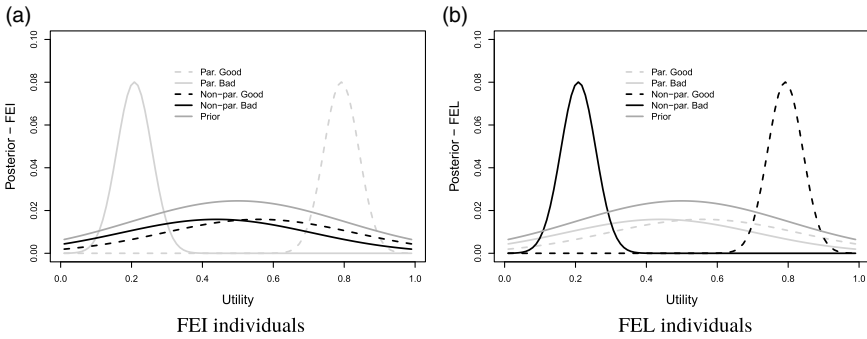 (a)
Posterior − FEI
0.00
0.02
0.04
0.06
0.08
0.10
Par. Good
Par. Bad
Non−par. Good
Non−par. Bad
Prior
0.0 0.2 0.4 0.6 0.8 1.0
Utility
FEI individuals
(b)
Posterior − FEL
0.00
0.02
0.04
0.06
0.08
0.10
Par. Good
Par. Bad
Non−par. Good
Non−par. Bad
Prior
0.0 0.2 0.4 0.6 0.8 1.0
Utility
FEL individuals